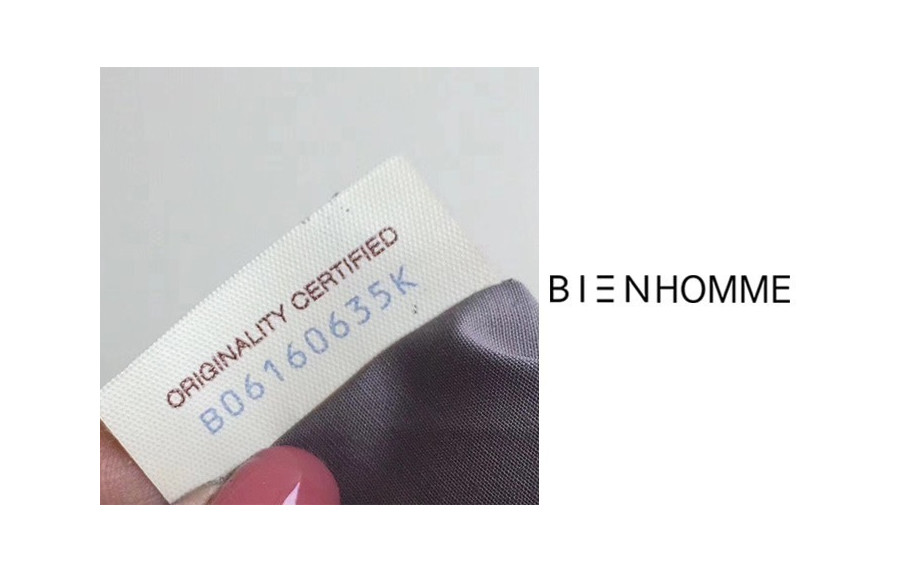 ORIGINALITY CERTIFIED
B06160635K
BIENHOMME